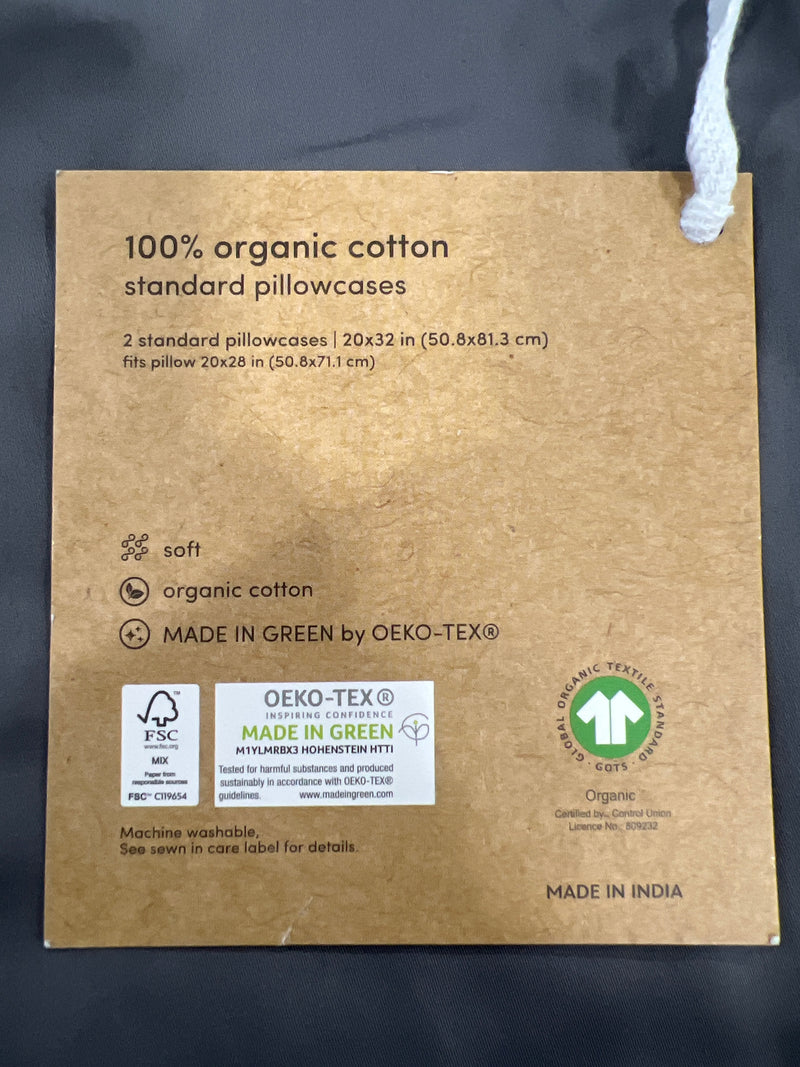 100% organic cotton
standard pillowcases
2 standard pillowcases | 20x32 in (50.8x81.3 cm)
fits pillow 20x28 in (50.8x71.1 cm)
soft
organic cotton
MADE IN GREEN by OEKO-TEX®
FSC™
www.fsc.org
MIX
Paper from
responsible sources
FSC™ C119654
OEKO-TEX®
INSPIRING CONFIDENCE
MADE IN GREEN
M1YLMRBX3 HOHENSTEIN HTTI
Tested for harmful substances and produced
sustainably in accordance with OEKO-TEX®
guidelines. www.madeingreen.com
GLOBAL ORGANIC TEXTILE STANDARD
· GOTS ·
Organic
Certified by.. Control Union
Licence No.: 809232
Machine washable,
See sewn in care label for details.
MADE IN INDIA